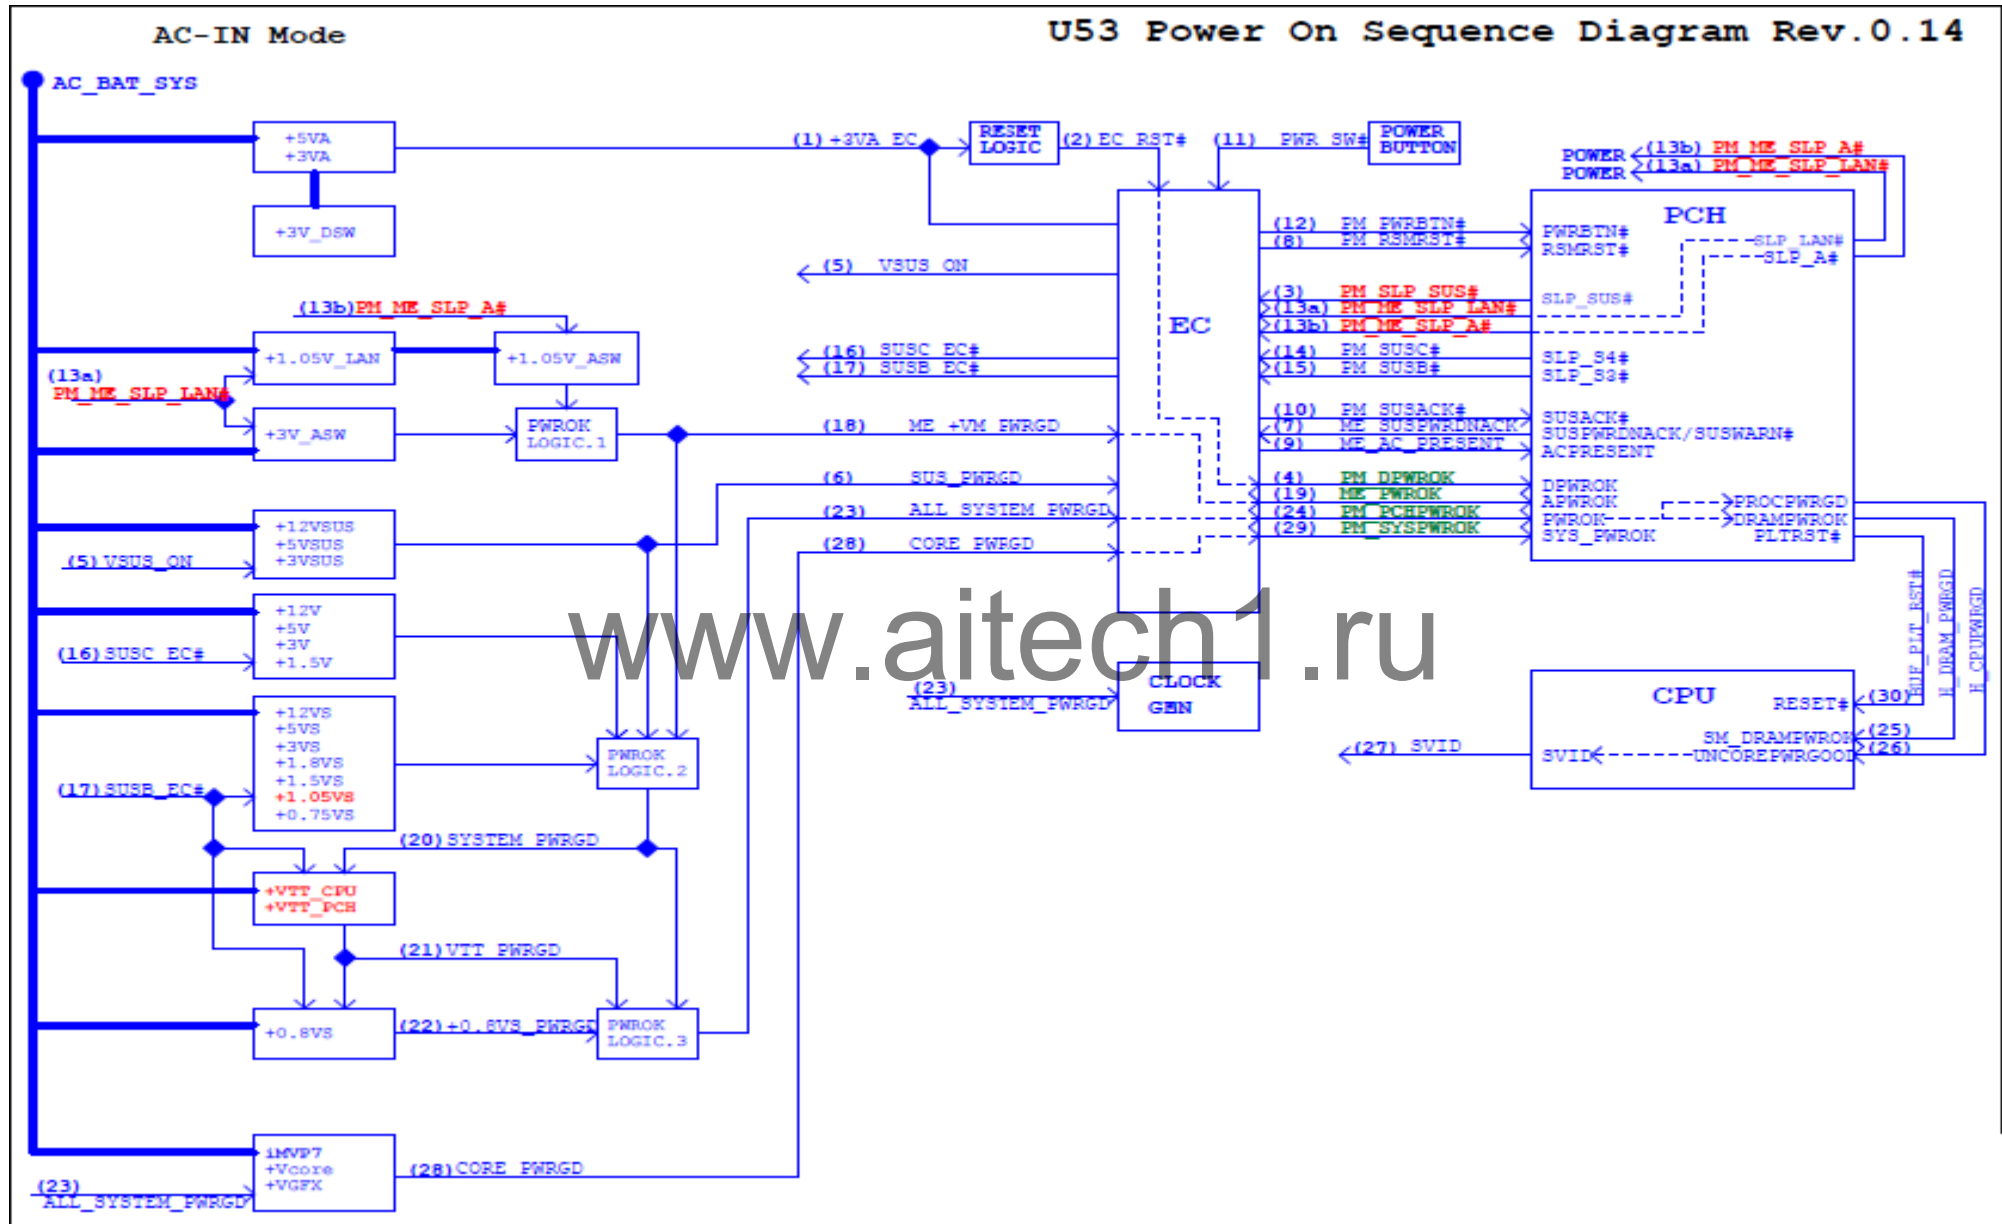 AC-IN Mode
U53 Power On Sequence Diagram Rev.0.14
AC_BAT_SYS
+5VA
+3VA
+3V_DSW
(1) +3VA_EC
RESET
LOGIC
(2) EC_RST#
(11) PWR_SW#
POWER
BUTTON
POWER
(13b) PM_ME_SLP_A#
POWER
(13a) PM_ME_SLP_LAN#
EC
(12) PM_PWRBTN#
(8) PM_RSMRST#
(5) VSUS_ON
(3) PM_SLP_SUS#
(13a) PM_ME_SLP_LAN#
(13b) PM_ME_SLP_A#
(16) SUSC_EC#
(17) SUSB_EC#
(14) PM_SUSC#
(15) PM_SUSB#
(10) PM_SUSACK#
(7) ME_SUSPWRDNACK
(9) ME_AC_PRESENT
(18) ME_+VM_PWRGD
(6) SUS_PWRGD
(23) ALL_SYSTEM_PWRGD
(28) CORE_PWRGD
(4) PM_DPWROK
(19) ME_PWROK
(24) PM_PCHPWROK
(29) PM_SYSPWROK
PCH
PWRBTN#
RSMRST#
SLP_LAN#
SLP_A#
SLP_SUS#
SLP_S4#
SLP_S3#
SUSACK#
SUSPWRDNACK/SUSWARN#
ACPRESENT
DPWROK
APWROK
PWROK
SYS_PWROK
PROCPWRGD
DRAMPWROK
PLTRST#
BUF_PLT_RST#
H_DRAM_PWRGD
H_CPUPWRGD
(13b) PM_ME_SLP_A#
+1.05V_LAN
+1.05V_ASW
(13a)
PM_ME_SLP_LAN#
+3V_ASW
PWROK
LOGIC.1
+12VSUS
+5VSUS
+3VSUS
(5) VSUS_ON
+12V
+5V
+3V
+1.5V
(16) SUSC_EC#
www.aitech1.ru
CLOCK
GEN
(23)
ALL_SYSTEM_PWRGD
CPU
RESET#
(30)
SM_DRAMPWROK
(25)
UNCOREPWRGOOD
(26)
SVID
(27) SVID
+12VS
+5VS
+3VS
+1.8VS
+1.5VS
+1.05VS
+0.75VS
(17) SUSB_EC#
PWROK
LOGIC.2
(20) SYSTEM_PWRGD
+VTT_CPU
+VTT_PCH
(21) VTT_PWRGD
+0.8VS
(22) +0.8VS_PWRGD
PWROK
LOGIC.3
iMVP7
+Vcore
+VGFX
(28) CORE_PWRGD
(23)
ALL_SYSTEM_PWRGD